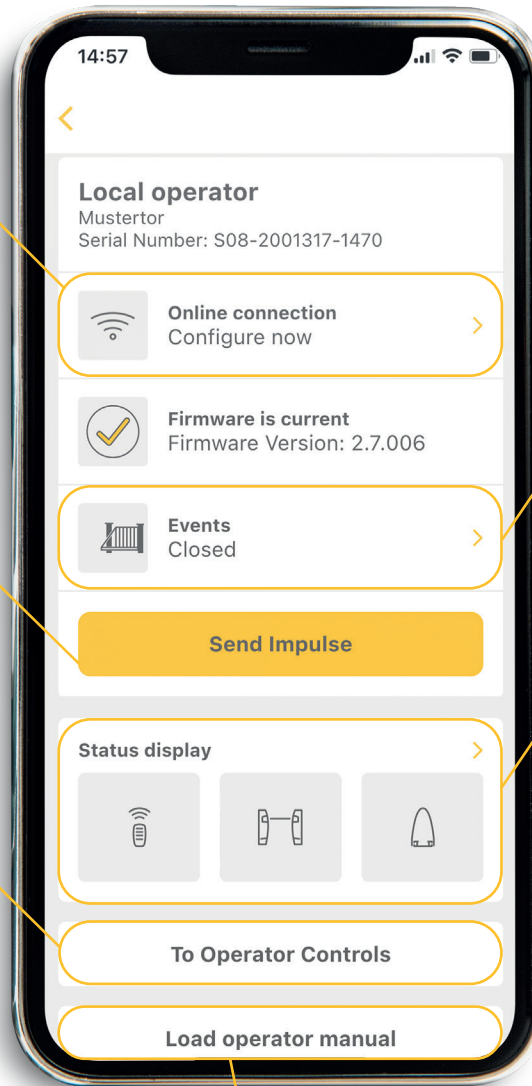 14:57
Local operator
Mustertor
Serial Number: S08-2001317-1470
Online connection
Configure now
Firmware is current
Firmware Version: 2.7.006
Events
Closed
Send Impulse
Status display
To Operator Controls
Load operator manual